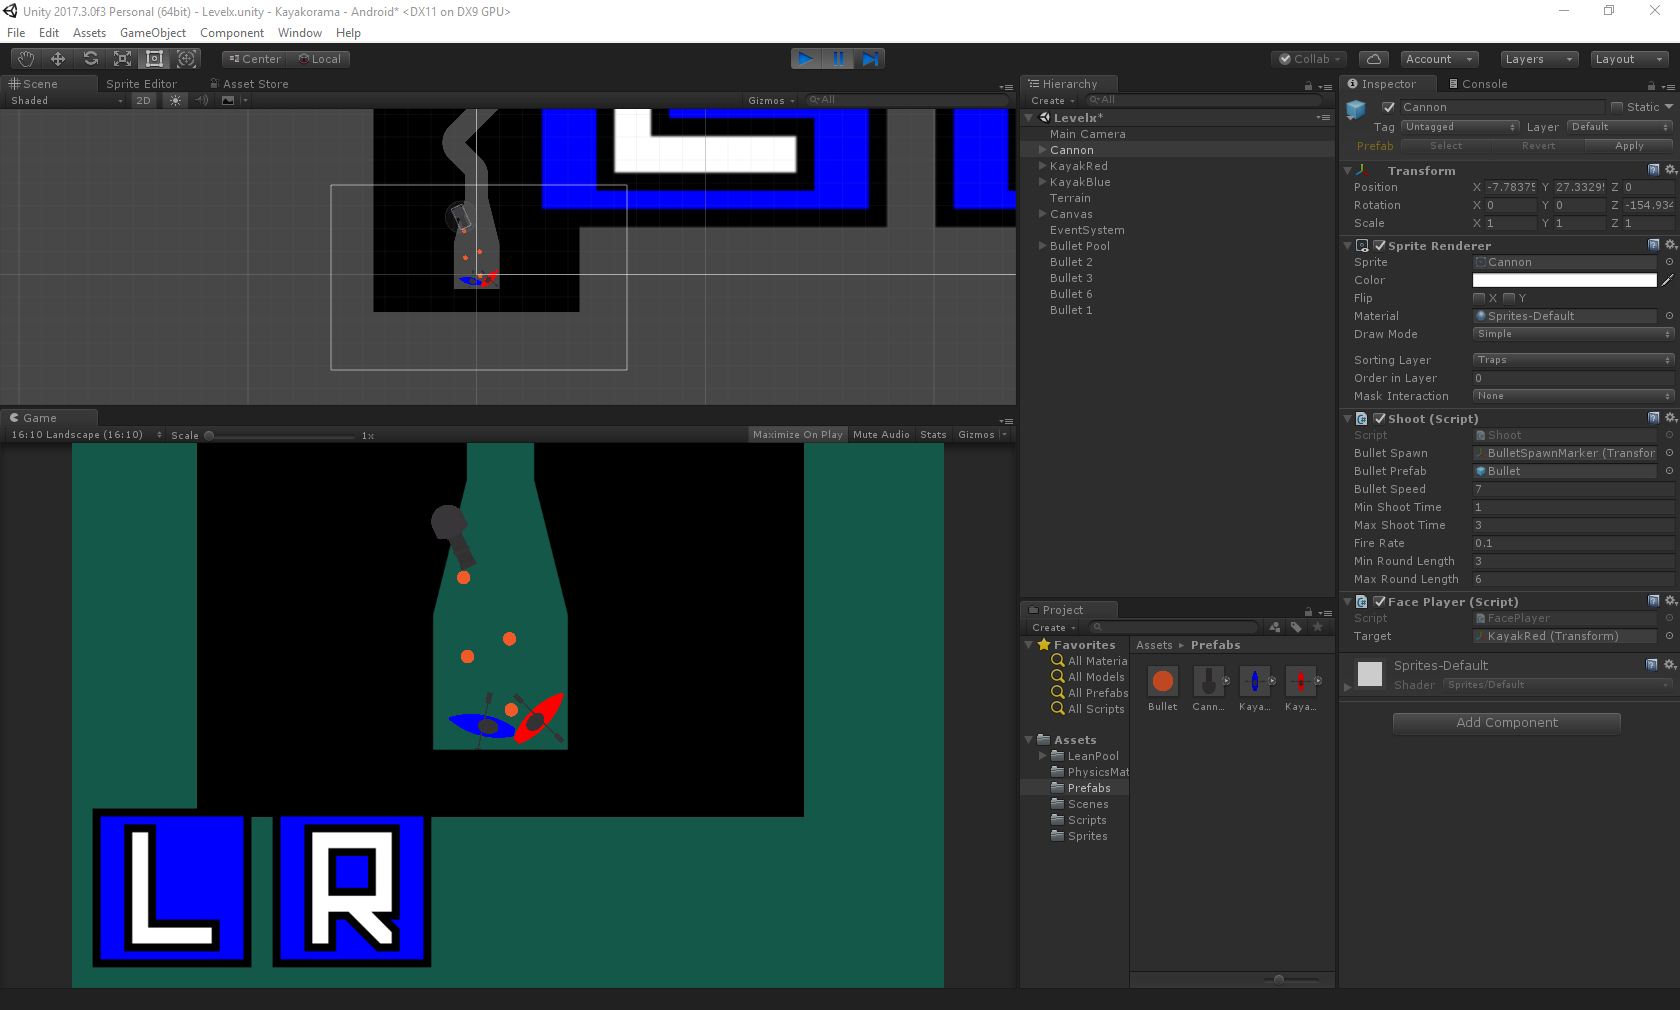 Unity 2017.3.0f3 Personal (64bit) - Levelx.unity - Kayakorama - Android* <DX11 on DX9 GPU>
File Edit Assets GameObject Component Window Help
Center Local
Collab Account Layers Layout
Scene Sprite Editor Asset Store
Shaded 2D Gizmos All
Hierarchy
Create All
Levelx*
Main Camera
Cannon
KayakRed
KayakBlue
Terrain
Canvas
EventSystem
Bullet Pool
Bullet 2
Bullet 3
Bullet 6
Bullet 1
Game
16:10 Landscape (16:10) Scale 1x Maximize On Play Mute Audio Stats Gizmos
L R
Project
Create
Favorites
All Materia
All Models
All Prefabs
All Scripts
Assets
LeanPool
PhysicsMat
Prefabs
Scenes
Scripts
Sprites
Assets Prefabs
Bullet Cann... Kaya... Kaya...
Inspector Console
Cannon Static
Tag Untagged Layer Default
Prefab Select Revert Apply
Transform
Position X -7.7837 Y 27.3329 Z 0
Rotation X 0 Y 0 Z -154.934
Scale X 1 Y 1 Z 1
Sprite Renderer
Sprite Cannon
Color
Flip X Y
Material Sprites-Default
Draw Mode Simple
Sorting Layer Traps
Order in Layer 0
Mask Interaction None
Shoot (Script)
Script Shoot
Bullet Spawn BulletSpawnMarker (Transfor
Bullet Prefab Bullet
Bullet Speed 7
Min Shoot Time 1
Max Shoot Time 3
Fire Rate 0.1
Min Round Length 3
Max Round Length 6
Face Player (Script)
Script FacePlayer
Target KayakRed (Transform)
Sprites-Default
Shader Sprites/Default
Add Component